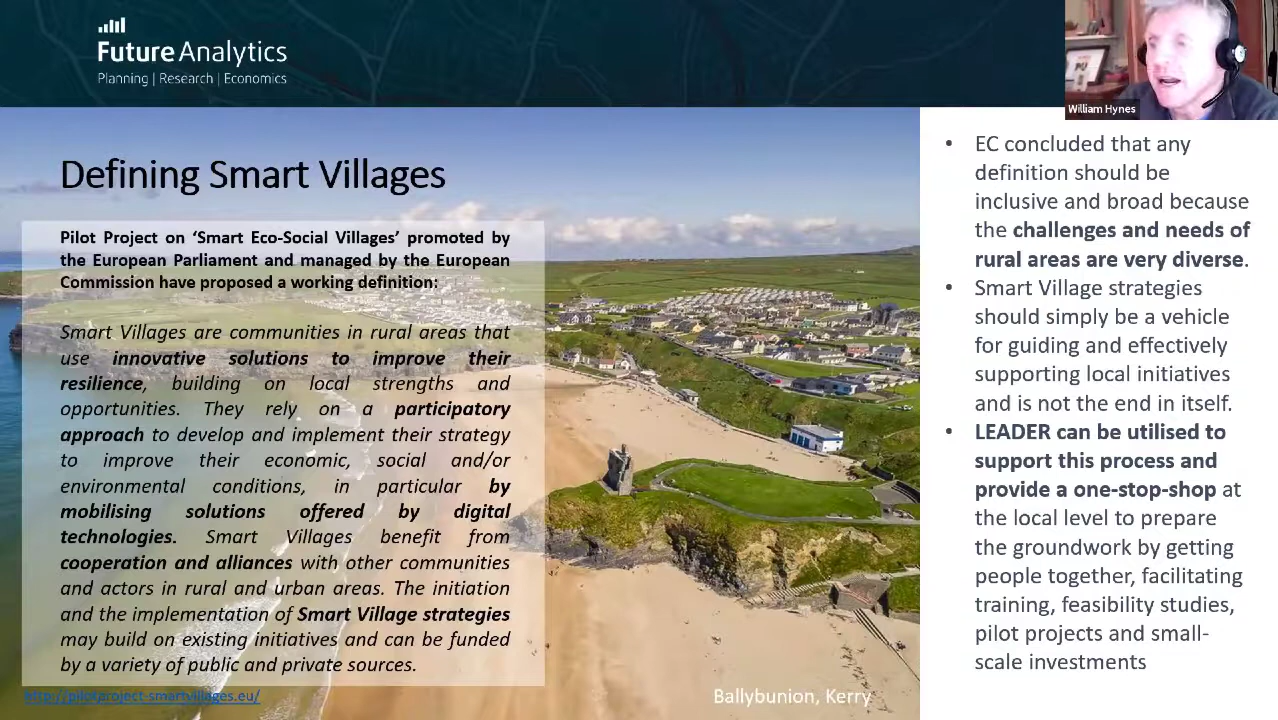 Future Analytics
Planning | Research | Economics
William Hynes
Defining Smart Villages
Pilot Project on ‘Smart Eco-Social Villages’ promoted by
the European Parliament and managed by the European
Commission have proposed a working definition:
Smart Villages are communities in rural areas that
use innovative solutions to improve their
resilience, building on local strengths and
opportunities. They rely on a participatory
approach to develop and implement their strategy
to improve their economic, social and/or
environmental conditions, in particular by
mobilising solutions offered by digital
technologies. Smart Villages benefit from
cooperation and alliances with other communities
and actors in rural and urban areas. The initiation
and the implementation of Smart Village strategies
may build on existing initiatives and can be funded
by a variety of public and private sources.
http://pilotproject-smartvillages.eu/
Ballybunion, Kerry
• EC concluded that any
definition should be
inclusive and broad because
the challenges and needs of
rural areas are very diverse.
• Smart Village strategies
should simply be a vehicle
for guiding and effectively
supporting local initiatives
and is not the end in itself.
• LEADER can be utilised to
support this process and
provide a one-stop-shop at
the local level to prepare
the groundwork by getting
people together, facilitating
training, feasibility studies,
pilot projects and small-
scale investments